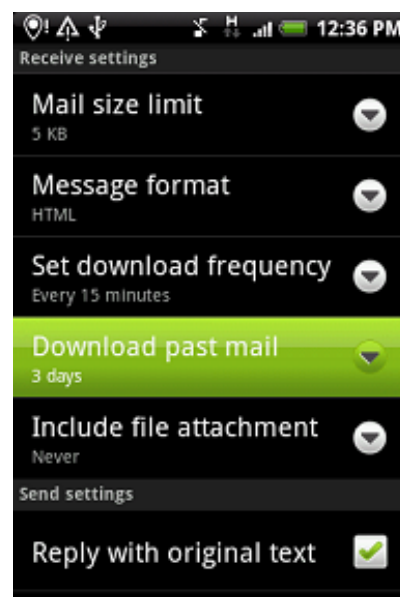 H 12:36 PM
Receive settings
Mail size limit
5 KB
Message format
HTML
Set download frequency
Every 15 minutes
Download past mail
3 days
Include file attachment
Never
Send settings
Reply with original text